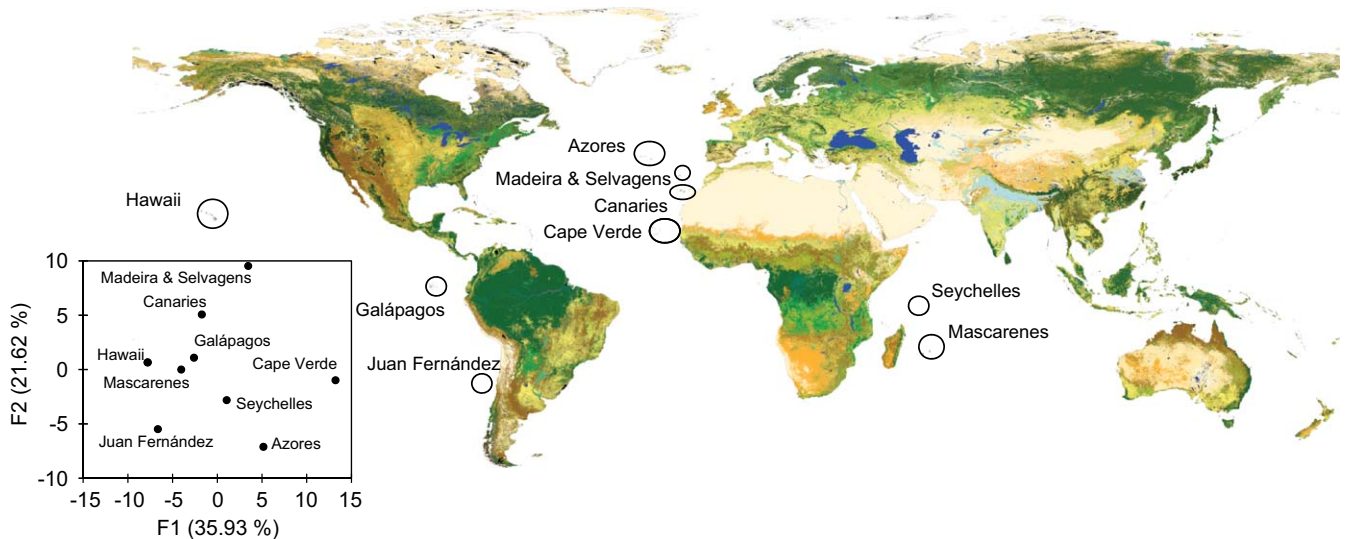 Azores
Madeira & Selvagens
Hawaii
Canaries
Cape Verde
Galápagos
Seychelles
Mascarenes
Juan Fernández
10
Madeira & Selvagens
Canaries
5
Galápagos
Hawaii
Cape Verde
0
Mascarenes
Seychelles
-5
Juan Fernández
Azores
-10
-15 -10 -5 0 5 10 15
F1 (35.93 %)
F2 (21.62 %)